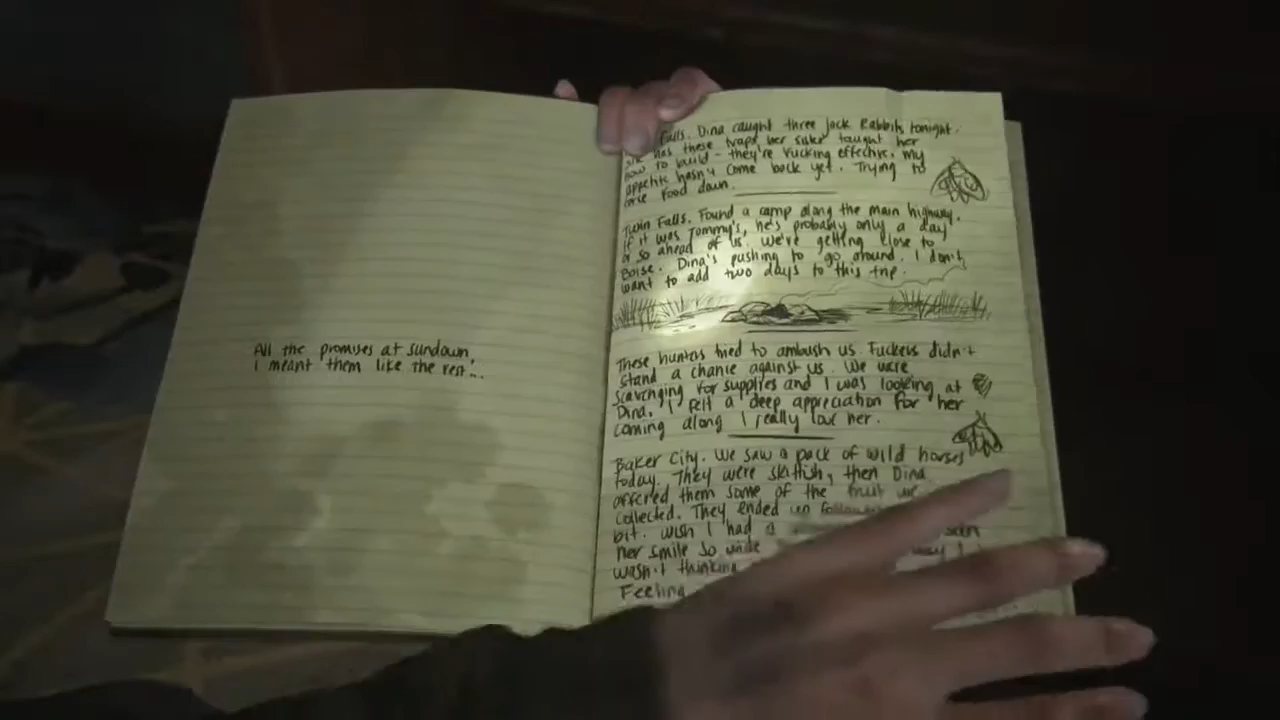 All the promises at sundown,
I meant them like the rest...
Falls. Dina caught three jack Rabbits tonight.
She has these traps her sister taught her
how to build - they're fucking effective. My
appetite hasn't come back yet. Trying to
force food down.
Twin Falls. Found a camp along the main highway.
If it was Tommy's, he's probably only a day
or so ahead of us. We're getting close to
Boise. Dina's pushing to go around. I don't
want to add two days to this trip.
These hunters tried to ambush us. Fuckers didn't
stand a chance against us. We were
scavenging for supplies and I was looking at
Dina. I felt a deep appreciation for her
coming along I really love her.
Baker City. We saw a pack of wild horses
today. They were skittish, then Dina
offered them some of the fruit we
collected. They ended up
bit. Wish I had a
her smile so wide
wasn't thinking
Feeling